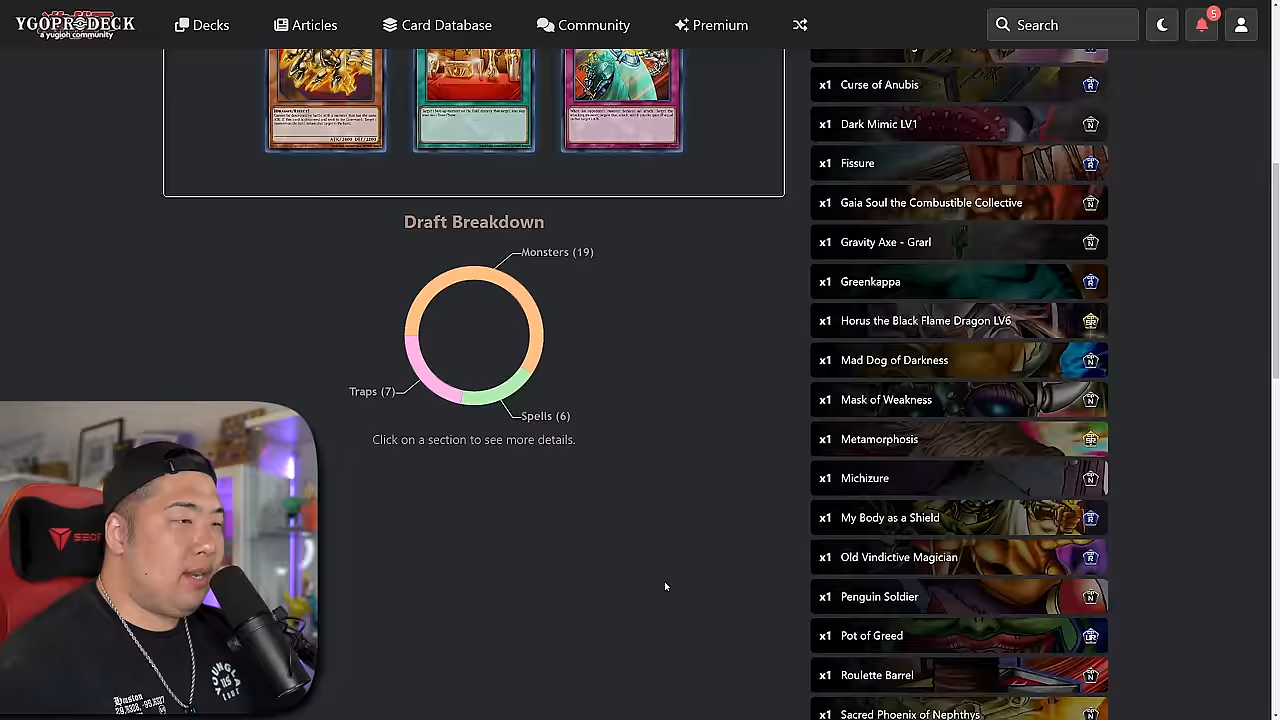 YGOPRODECK
a yugioh community
Decks
Articles
Card Database
Community
Premium
Search
5
Draft Breakdown
Monsters (19)
Traps (7)
Spells (6)
Click on a section to see more details.
x1 Curse of Anubis R
x1 Dark Mimic LV1 N
x1 Fissure R
x1 Gaia Soul the Combustible Collective N
x1 Gravity Axe - Grarl N
x1 Greenkappa R
x1 Horus the Black Flame Dragon LV6 SR
x1 Mad Dog of Darkness N
x1 Mask of Weakness N
x1 Metamorphosis SR
x1 Michizure N
x1 My Body as a Shield R
x1 Old Vindictive Magician R
x1 Penguin Soldier N
x1 Pot of Greed UR
x1 Roulette Barrel N
x1 Sacred Phoenix of Nephthys N